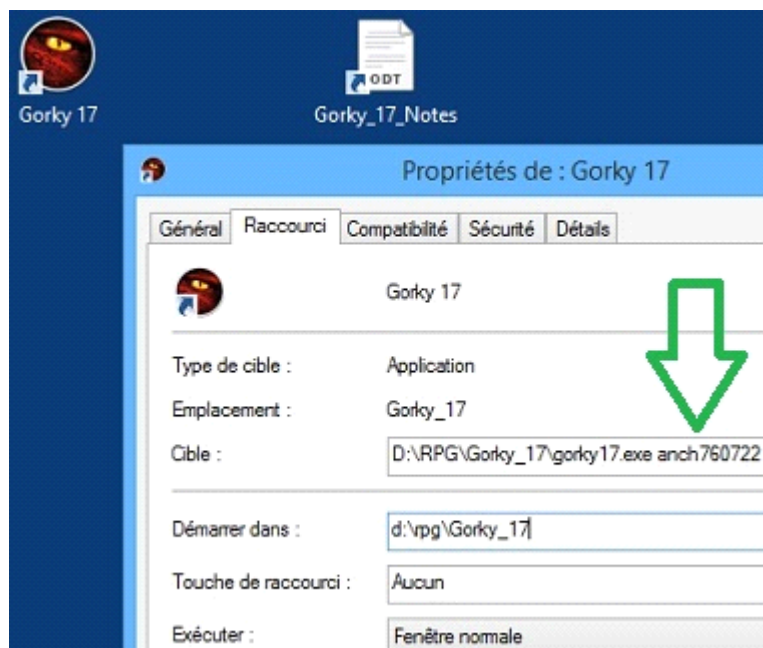 ODT
Gorky 17
Gorky_17_Notes
Propriétés de : Gorky 17
Général Raccourci Compatibilité Sécurité Détails
Gorky 17
Type de cible : Application
Emplacement : Gorky_17
Cible : D:\RPG\Gorky_17\gorky17.exe anch760722
Démarrer dans : d:\rpg\Gorky_17
Touche de raccourci : Aucun
Exécuter : Fenêtre normale